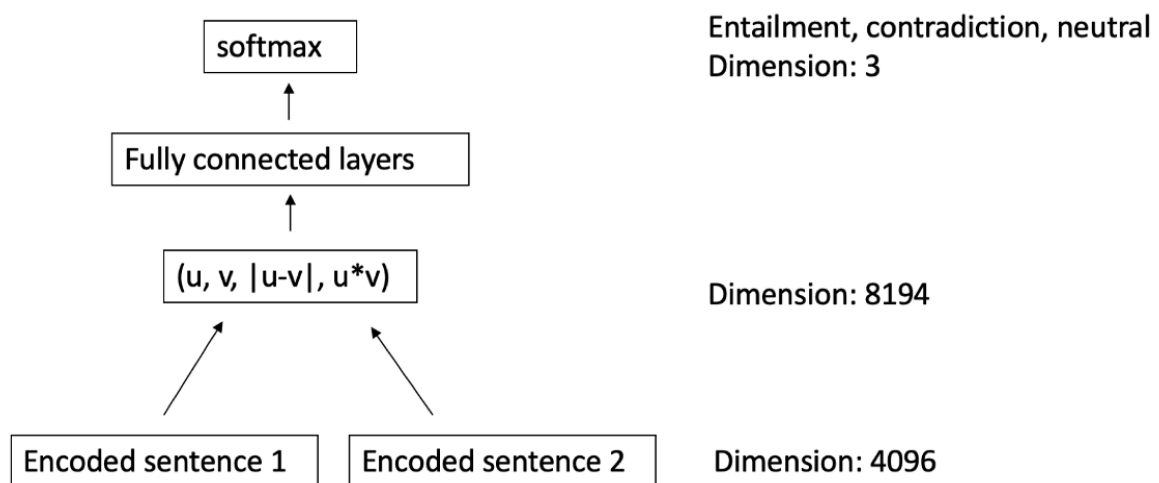 softmax
Entailment, contradiction, neutral
Dimension: 3
Fully connected layers
(u, v, |u-v|, u*v)
Dimension: 8194
Encoded sentence 1
Encoded sentence 2
Dimension: 4096